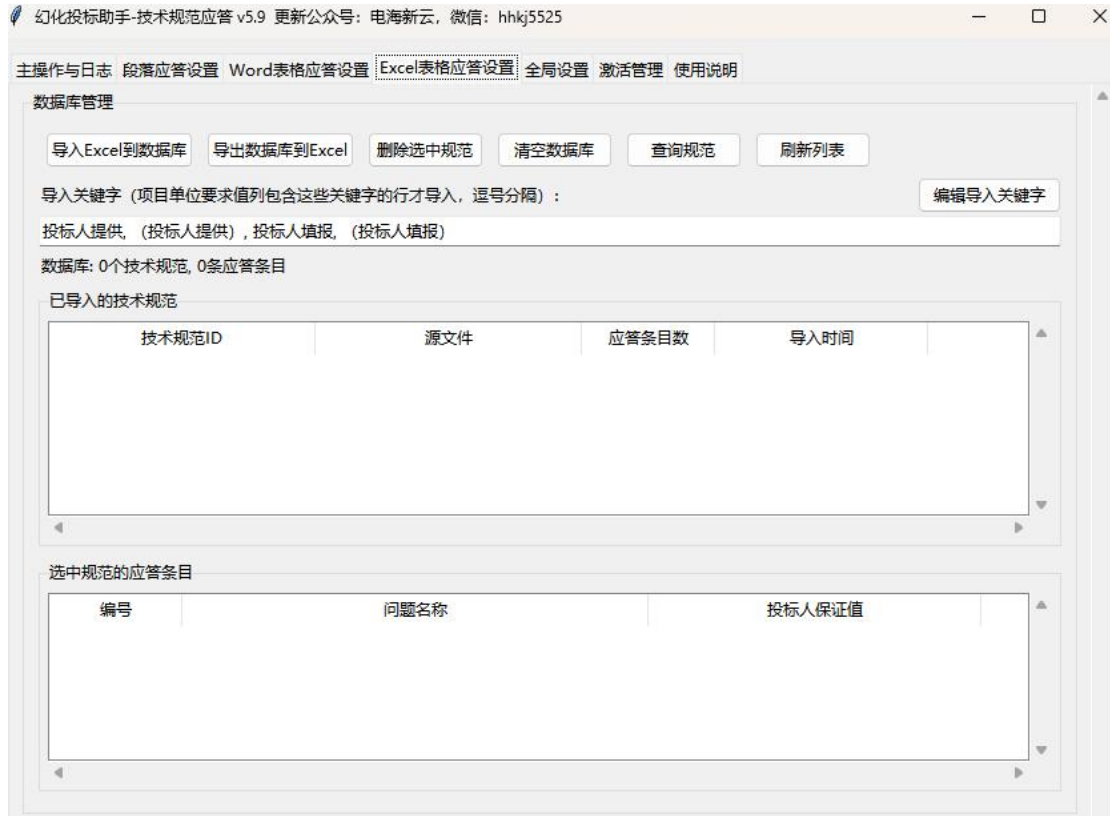 幻化投标助手-技术规范应答 v5.9 更新公众号：电海新云，微信：hhkj5525
主操作与日志 段落应答设置 Word表格应答设置 Excel表格应答设置 全局设置 激活管理 使用说明
数据库管理
导入Excel到数据库 导出数据库到Excel 删除选中规范 清空数据库 查询规范 刷新列表
导入关键字（项目单位要求值列包含这些关键字的行才导入，逗号分隔）： 编辑导入关键字
投标人提供，（投标人提供），投标人填报，（投标人填报）
数据库: 0个技术规范, 0条应答条目
已导入的技术规范
技术规范ID 源文件 应答条目数 导入时间
选中规范的应答条目
编号 问题名称 投标人保证值